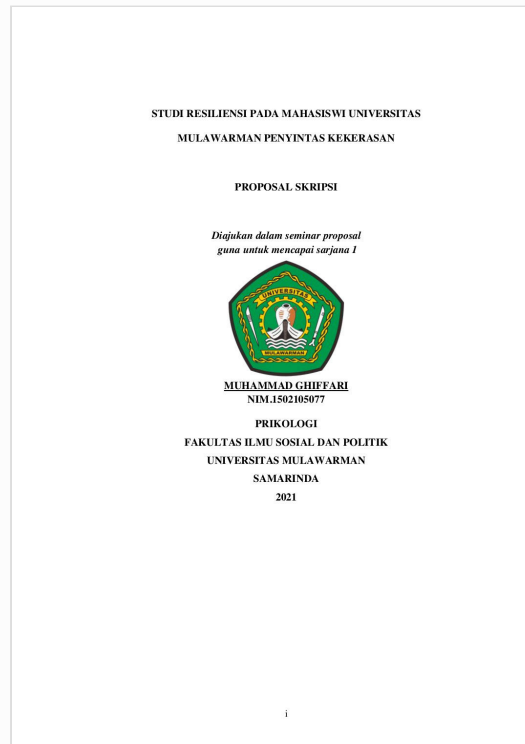 STUDI RESILIENSI PADA MAHASISWI UNIVERSITAS
MULAWARMAN PENYINTAS KEKERASAN
PROPOSAL SKRIPSI
Diajukan dalam seminar proposal
guna untuk mencapai sarjana 1
UNIVERSITAS
MULAWARMAN
MUHAMMAD GHIFFARI
NIM.1502105077
PRIKOLOGI
FAKULTAS ILMU SOSIAL DAN POLITIK
UNIVERSITAS MULAWARMAN
SAMARINDA
2021
i